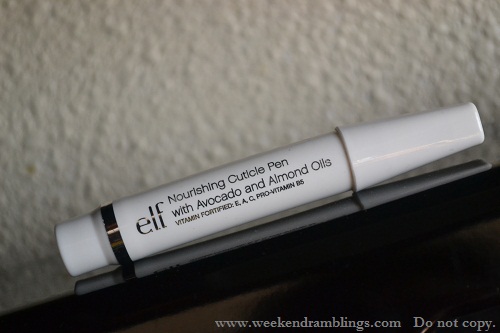 elf
Nourishing Cuticle Pen
with Avocado and Almond Oils
VITAMIN FORTIFIED: E, A, C, PRO-VITAMIN B5
www.weekendramblings.com Do not copy.